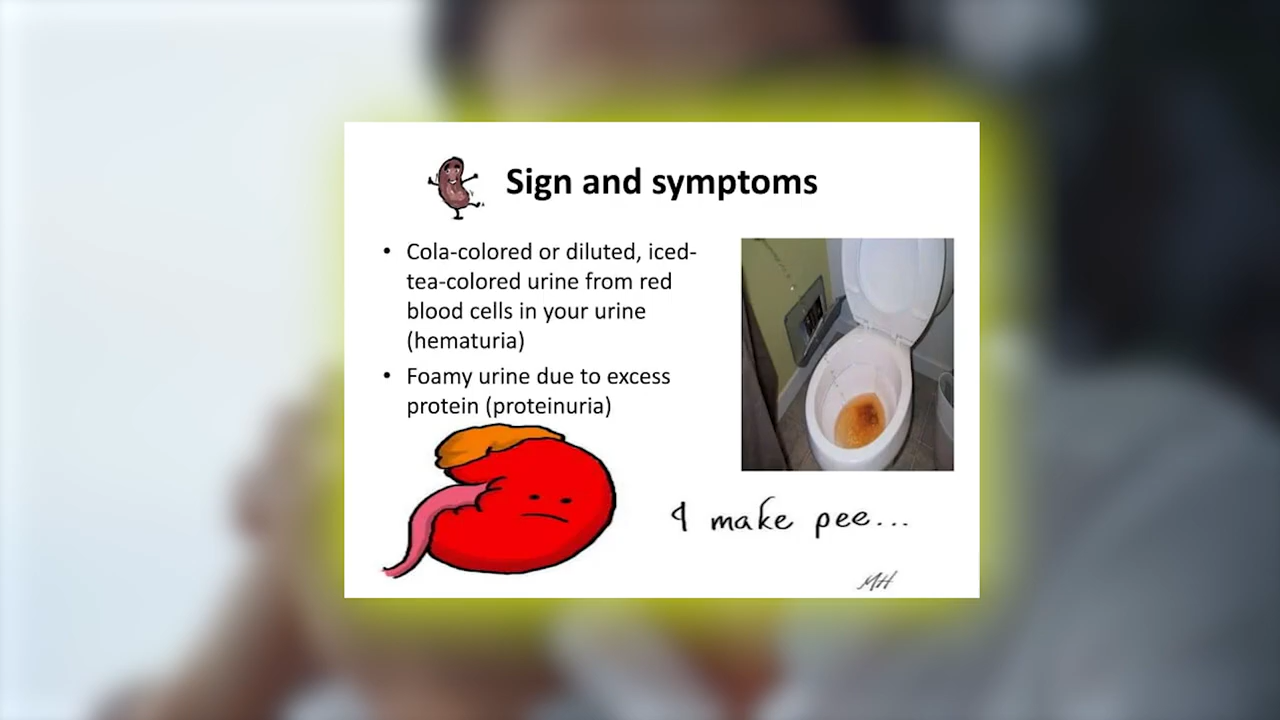 Sign and symptoms
• Cola-colored or diluted, iced-
tea-colored urine from red
blood cells in your urine
(hematuria)
• Foamy urine due to excess
protein (proteinuria)
I make pee...
MH